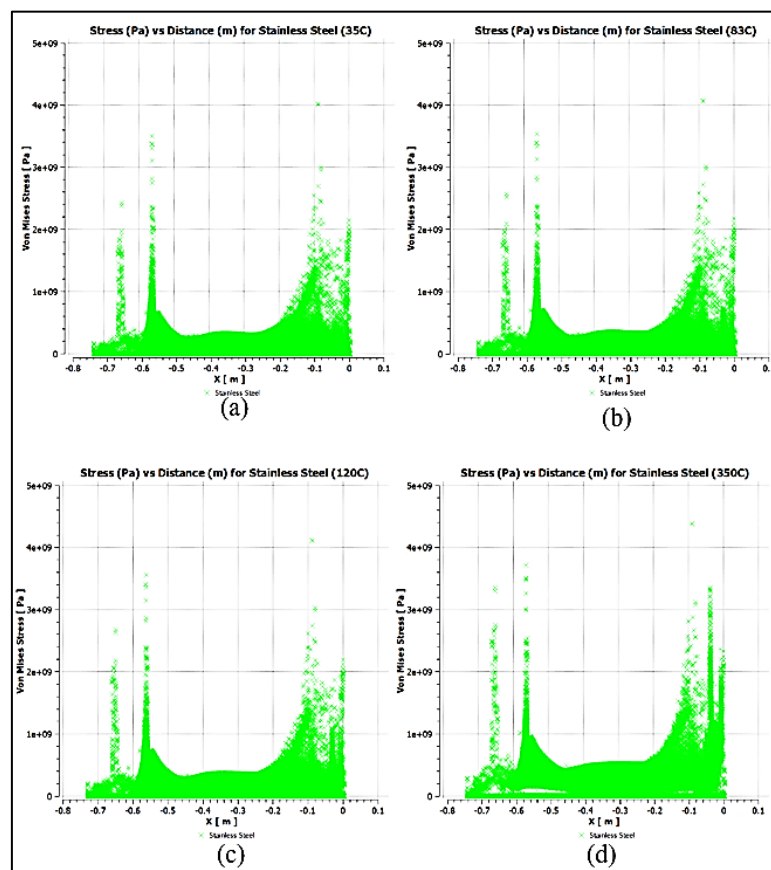 Stress (Pa) vs Distance (m) for Stainless Steel (35C)
5e+09
4e+09
3e+09
2e+09
1e+09
0
Von Mises Stress [ Pa ]
-0.8 -0.7 -0.6 -0.5 -0.4 -0.3 -0.2 -0.1 0 0.1
X [ m ]
Stainless Steel
(a)
Stress (Pa) vs Distance (m) for Stainless Steel (83C)
5e+09
4e+09
3e+09
2e+09
1e+09
0
Von Mises Stress [ Pa ]
-0.8 -0.7 -0.6 -0.5 -0.4 -0.3 -0.2 -0.1 0 0.1
X [ m ]
Stainless Steel
(b)
Stress (Pa) vs Distance (m) for Stainless Steel (120C)
5e+09
4e+09
3e+09
2e+09
1e+09
0
Von Mises Stress [ Pa ]
-0.8 -0.7 -0.6 -0.5 -0.4 -0.3 -0.2 -0.1 0 0.1
X [ m ]
Stainless Steel
(c)
Stress (Pa) vs Distance (m) for Stainless Steel (350C)
5e+09
4e+09
3e+09
2e+09
1e+09
0
Von Mises Stress [ Pa ]
-0.8 -0.7 -0.6 -0.5 -0.4 -0.3 -0.2 -0.1 0 0.1
X [ m ]
Stainless Steel
(d)